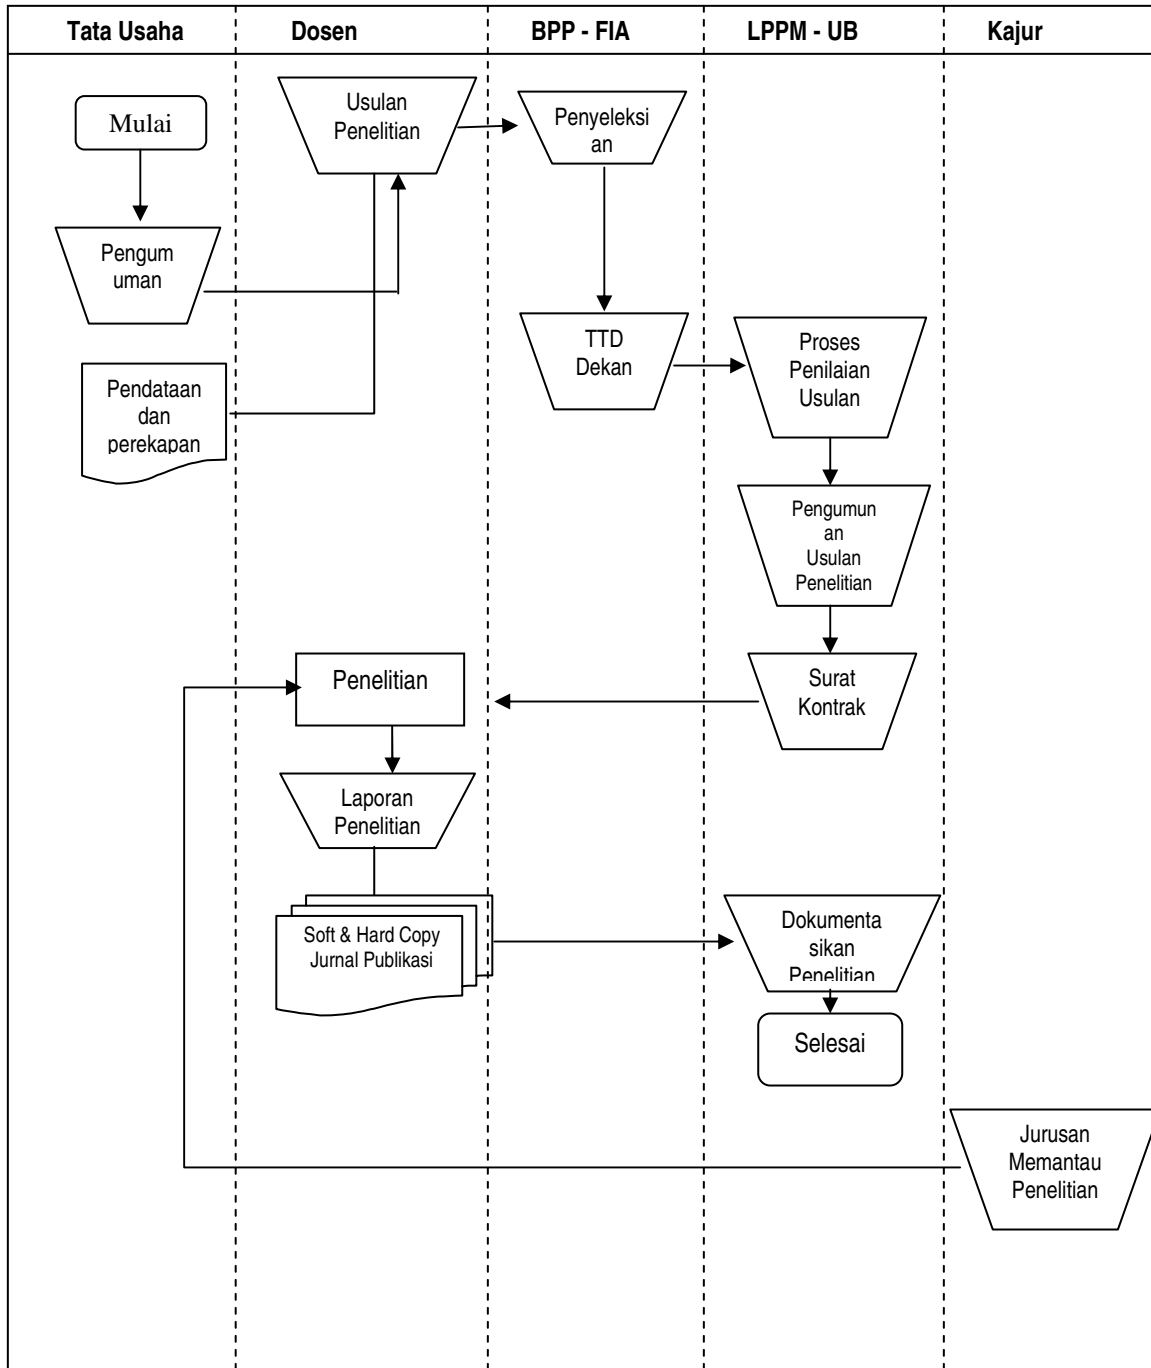 Tata Usaha
Dosen
BPP - FIA
LPPM - UB
Kajur
Mulai
Usulan
Penelitian
Penyeleksi
an
Pengum
uman
TTD
Dekan
Proses
Penilaian
Usulan
Pendataan
dan
perekapan
Pengumun
an
Usulan
Penelitian
Penelitian
Surat
Kontrak
Laporan
Penelitian
Soft & Hard Copy
Jurnal Publikasi
Dokumenta
sikan
Penelitian
Selesai
Jurusan
Memantau
Penelitian